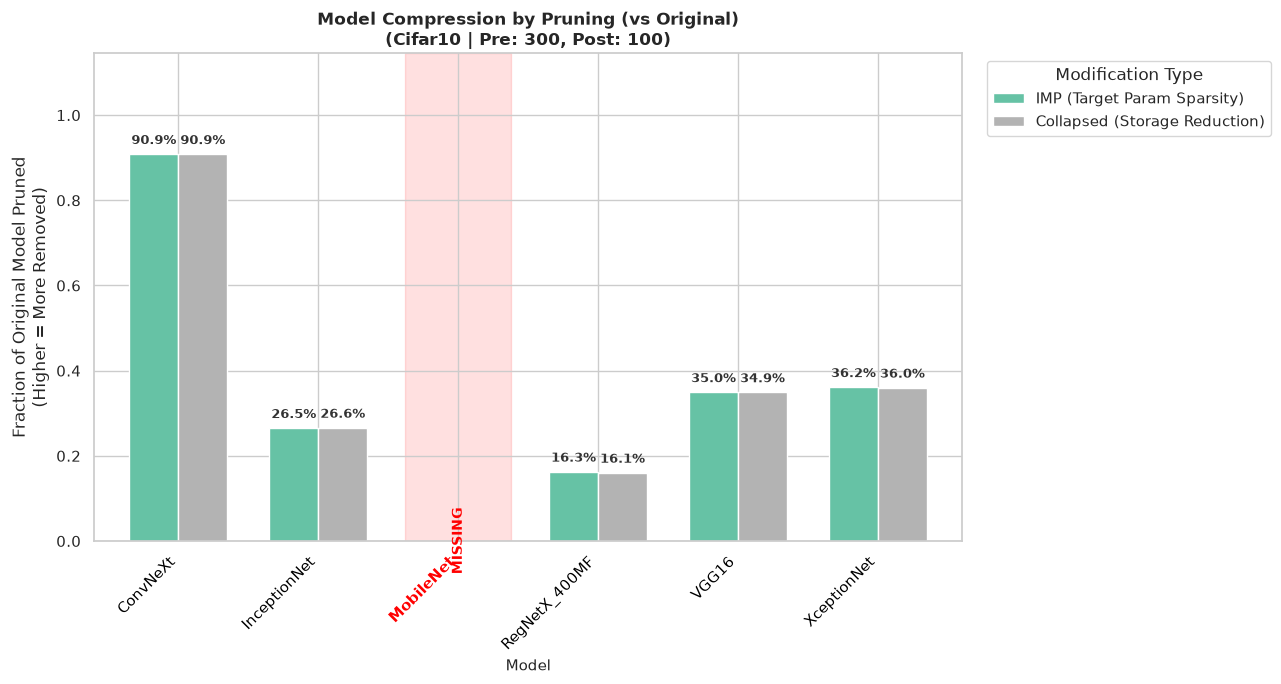 Model Compression by Pruning (vs Original)
(Cifar10 | Pre: 300, Post: 100)
Modification Type
IMP (Target Param Sparsity)
Collapsed (Storage Reduction)
Fraction of Original Model Pruned
(Higher = More Removed)
1.0
0.8
0.6
0.4
0.2
0.0
90.9% 90.9%
26.5% 26.6%
MISSING
16.3% 16.1%
35.0% 34.9%
36.2% 36.0%
ConvNeXt
InceptionNet
MobileNet
RegNetX_400MF
VGG16
XceptionNet
Model